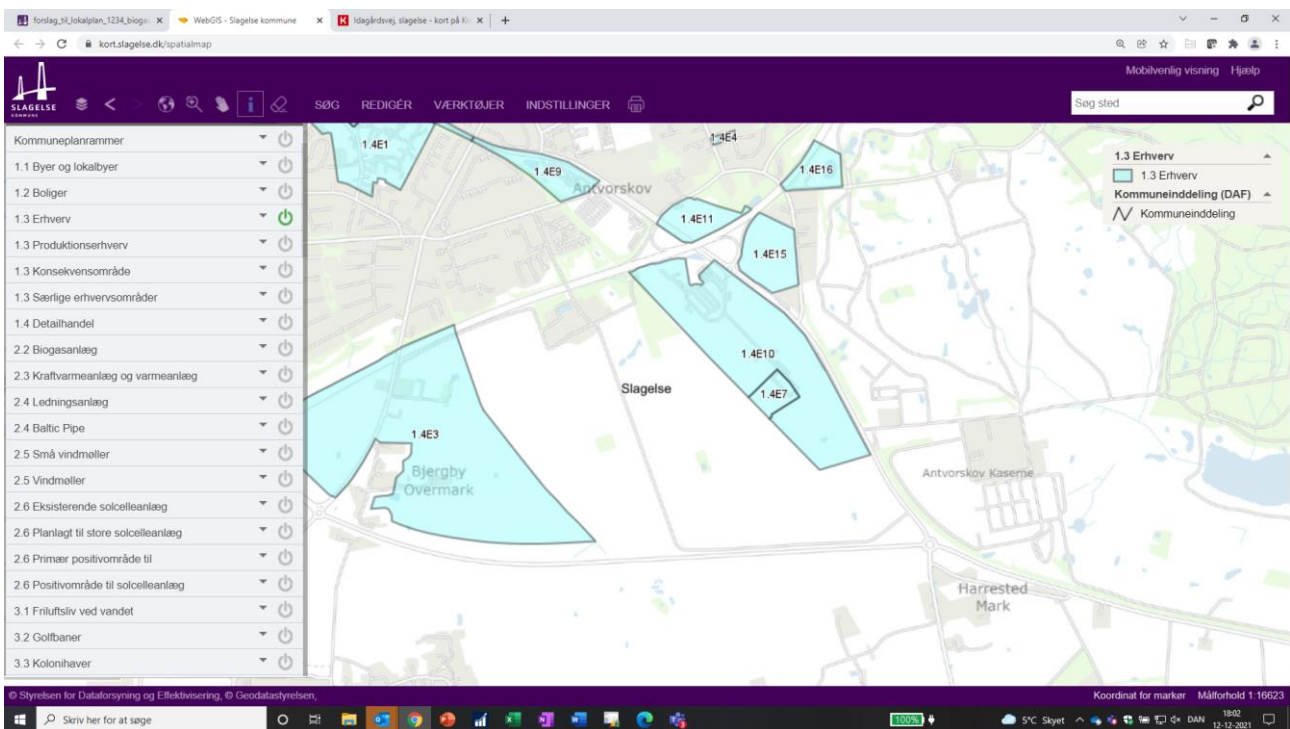 forslag_til_lokalplan_1234_bioga
WebGIS - Slagelse kommune
Idagårdsvej, slagelse - kort på K
kort.slagelse.dk/spatialmap
Mobilvenlig visning Hjælp
SLAGELSE
KOMMUNE
SØG REDIGÉR VÆRKTØJER INDSTILLINGER
Søg sted
Kommuneplanrammer
1.1 Byer og lokalbyer
1.2 Boliger
1.3 Erhverv
1.3 Produktionserhverv
1.3 Konsekvensområde
1.3 Særlige erhvervsområder
1.4 Detailhandel
2.2 Biogasanlæg
2.3 Kraftvarmeanlæg og varmeanlæg
2.4 Ledningsanlæg
2.4 Baltic Pipe
2.5 Små vindmøller
2.5 Vindmøller
2.6 Eksisterende solcelleanlæg
2.6 Planlagt til store solcelleanlæg
2.6 Primær positivområde til
2.6 Positivområde til solcelleanlæg
3.1 Friluftsliv ved vandet
3.2 Golfbaner
3.3 Kolonihaver
1.4E1
1.4E9
1.4E4
1.4E16
Antvorskov
1.4E11
1.4E15
1.4E10
1.4E7
Slagelse
1.4E3
Bjergby
Overmark
Antvorskov Kaserne
Harrested
Mark
1.3 Erhverv
1.3 Erhverv
Kommuneinddeling (DAF)
Kommuneinddeling
© Styrelsen for Dataforsyning og Effektivisering, © Geodatastyrelsen,
Koordinat for markør Målforhold 1:16623
Skriv her for at søge
100%
5°C Skyet
DAN
18:02
12-12-2021